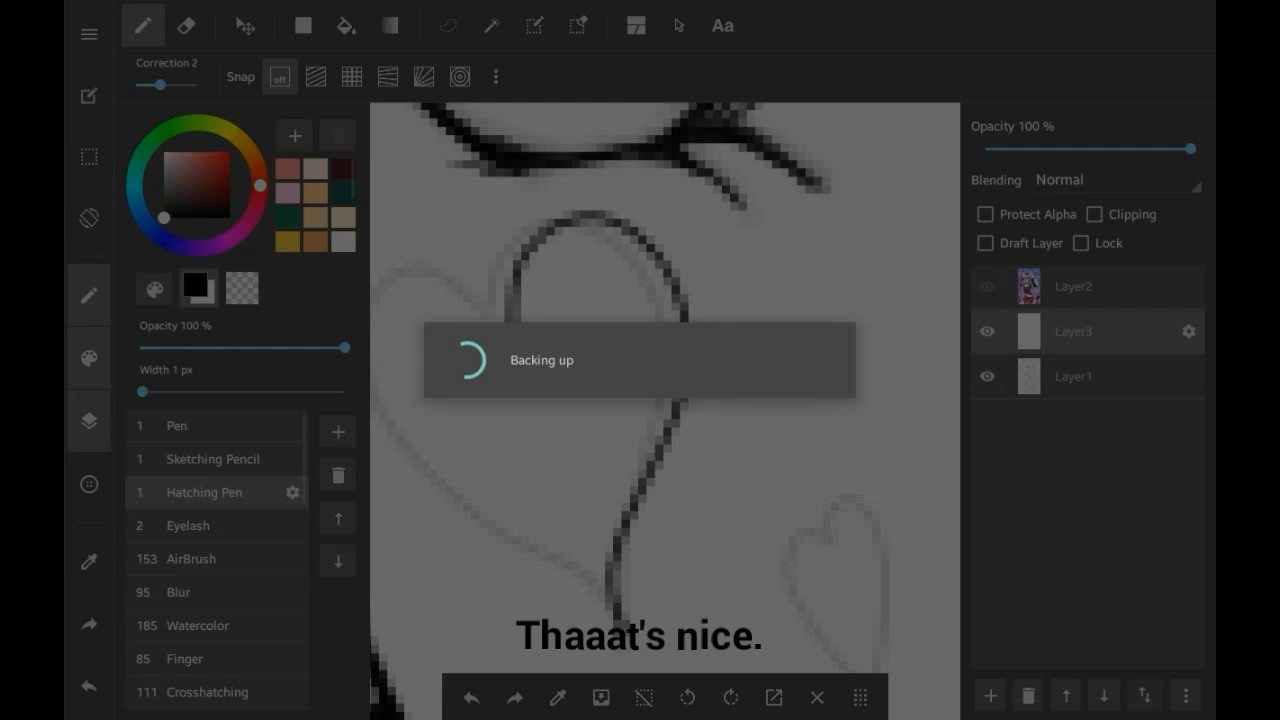 Aa
Correction 2
Snap
off
Opacity 100 %
Width 1 px
1 Pen
1 Sketching Pencil
1 Hatching Pen
2 Eyelash
153 AirBrush
95 Blur
185 Watercolor
85 Finger
111 Crosshatching
Backing up
Thaaat's nice.
Opacity 100 %
Blending Normal
Protect Alpha Clipping
Draft Layer Lock
Layer2
Layer3
Layer1